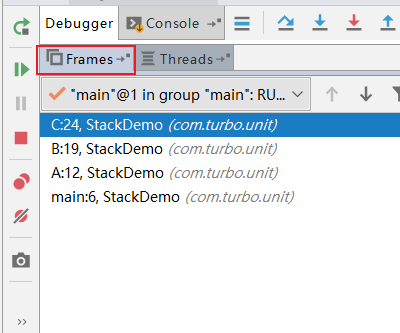 Debugger Console
Frames Threads
"main"@1 in group "main": RU...
C:24, StackDemo (com.turbo.unit)
B:19, StackDemo (com.turbo.unit)
A:12, StackDemo (com.turbo.unit)
main:6, StackDemo (com.turbo.unit)